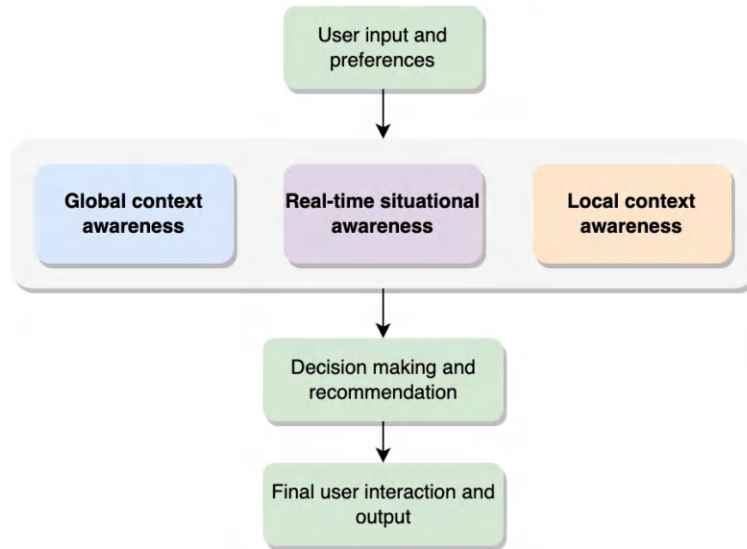 User input and
preferences
Global context
awareness
Real-time situational
awareness
Local context
awareness
Decision making and
recommendation
Final user interaction and
output